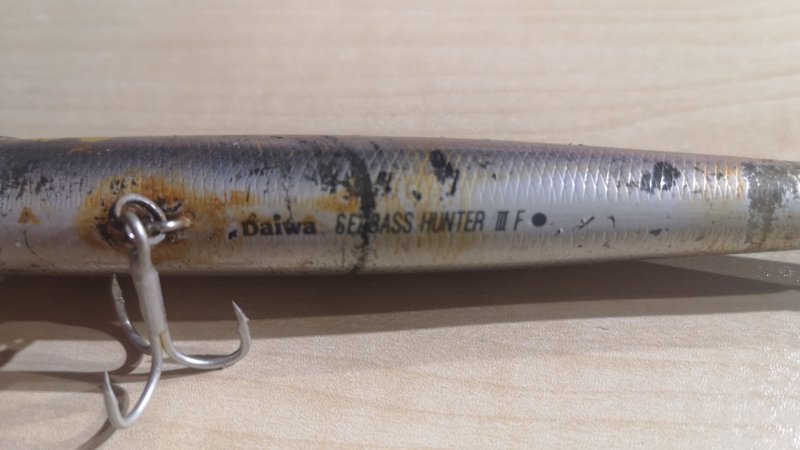 Daiwa SEABASS HUNTER III F